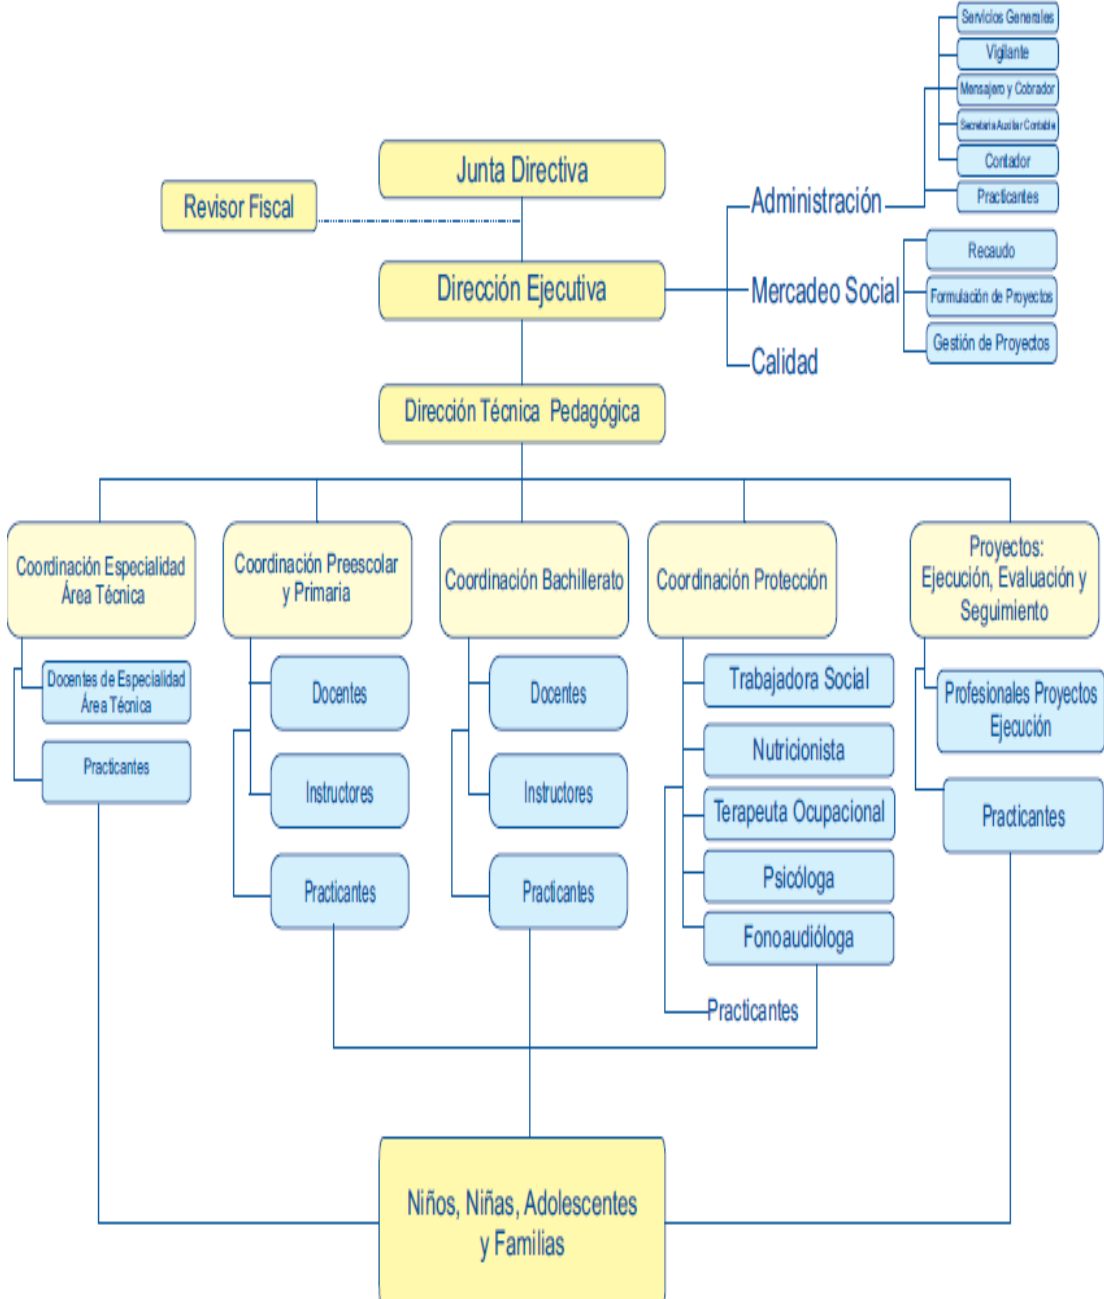 Servicios Generales
Vigilante
Mensajero y Cobrador
Secretaria Auxiliar Contable
Contador
Practicantes
Junta Directiva
Revisor Fiscal
Administración
Recaudo
Dirección Ejecutiva
Mercadeo Social
Formulación de Proyectos
Gestión de Proyectos
Calidad
Dirección Técnica Pedagógica
Coordinación Especialidad
Área Técnica
Coordinación Preescolar
y Primaria
Coordinación Bachillerato
Coordinación Protección
Proyectos:
Ejecución, Evaluación y
Seguimiento
Docentes de Especialidad
Área Técnica
Practicantes
Docentes
Instructores
Practicantes
Docentes
Instructores
Practicantes
Trabajadora Social
Nutricionista
Terapeuta Ocupacional
Psicóloga
Fonoaudióloga
Practicantes
Profesionales Proyectos
Ejecución
Practicantes
Niños, Niñas, Adolescentes
y Familias